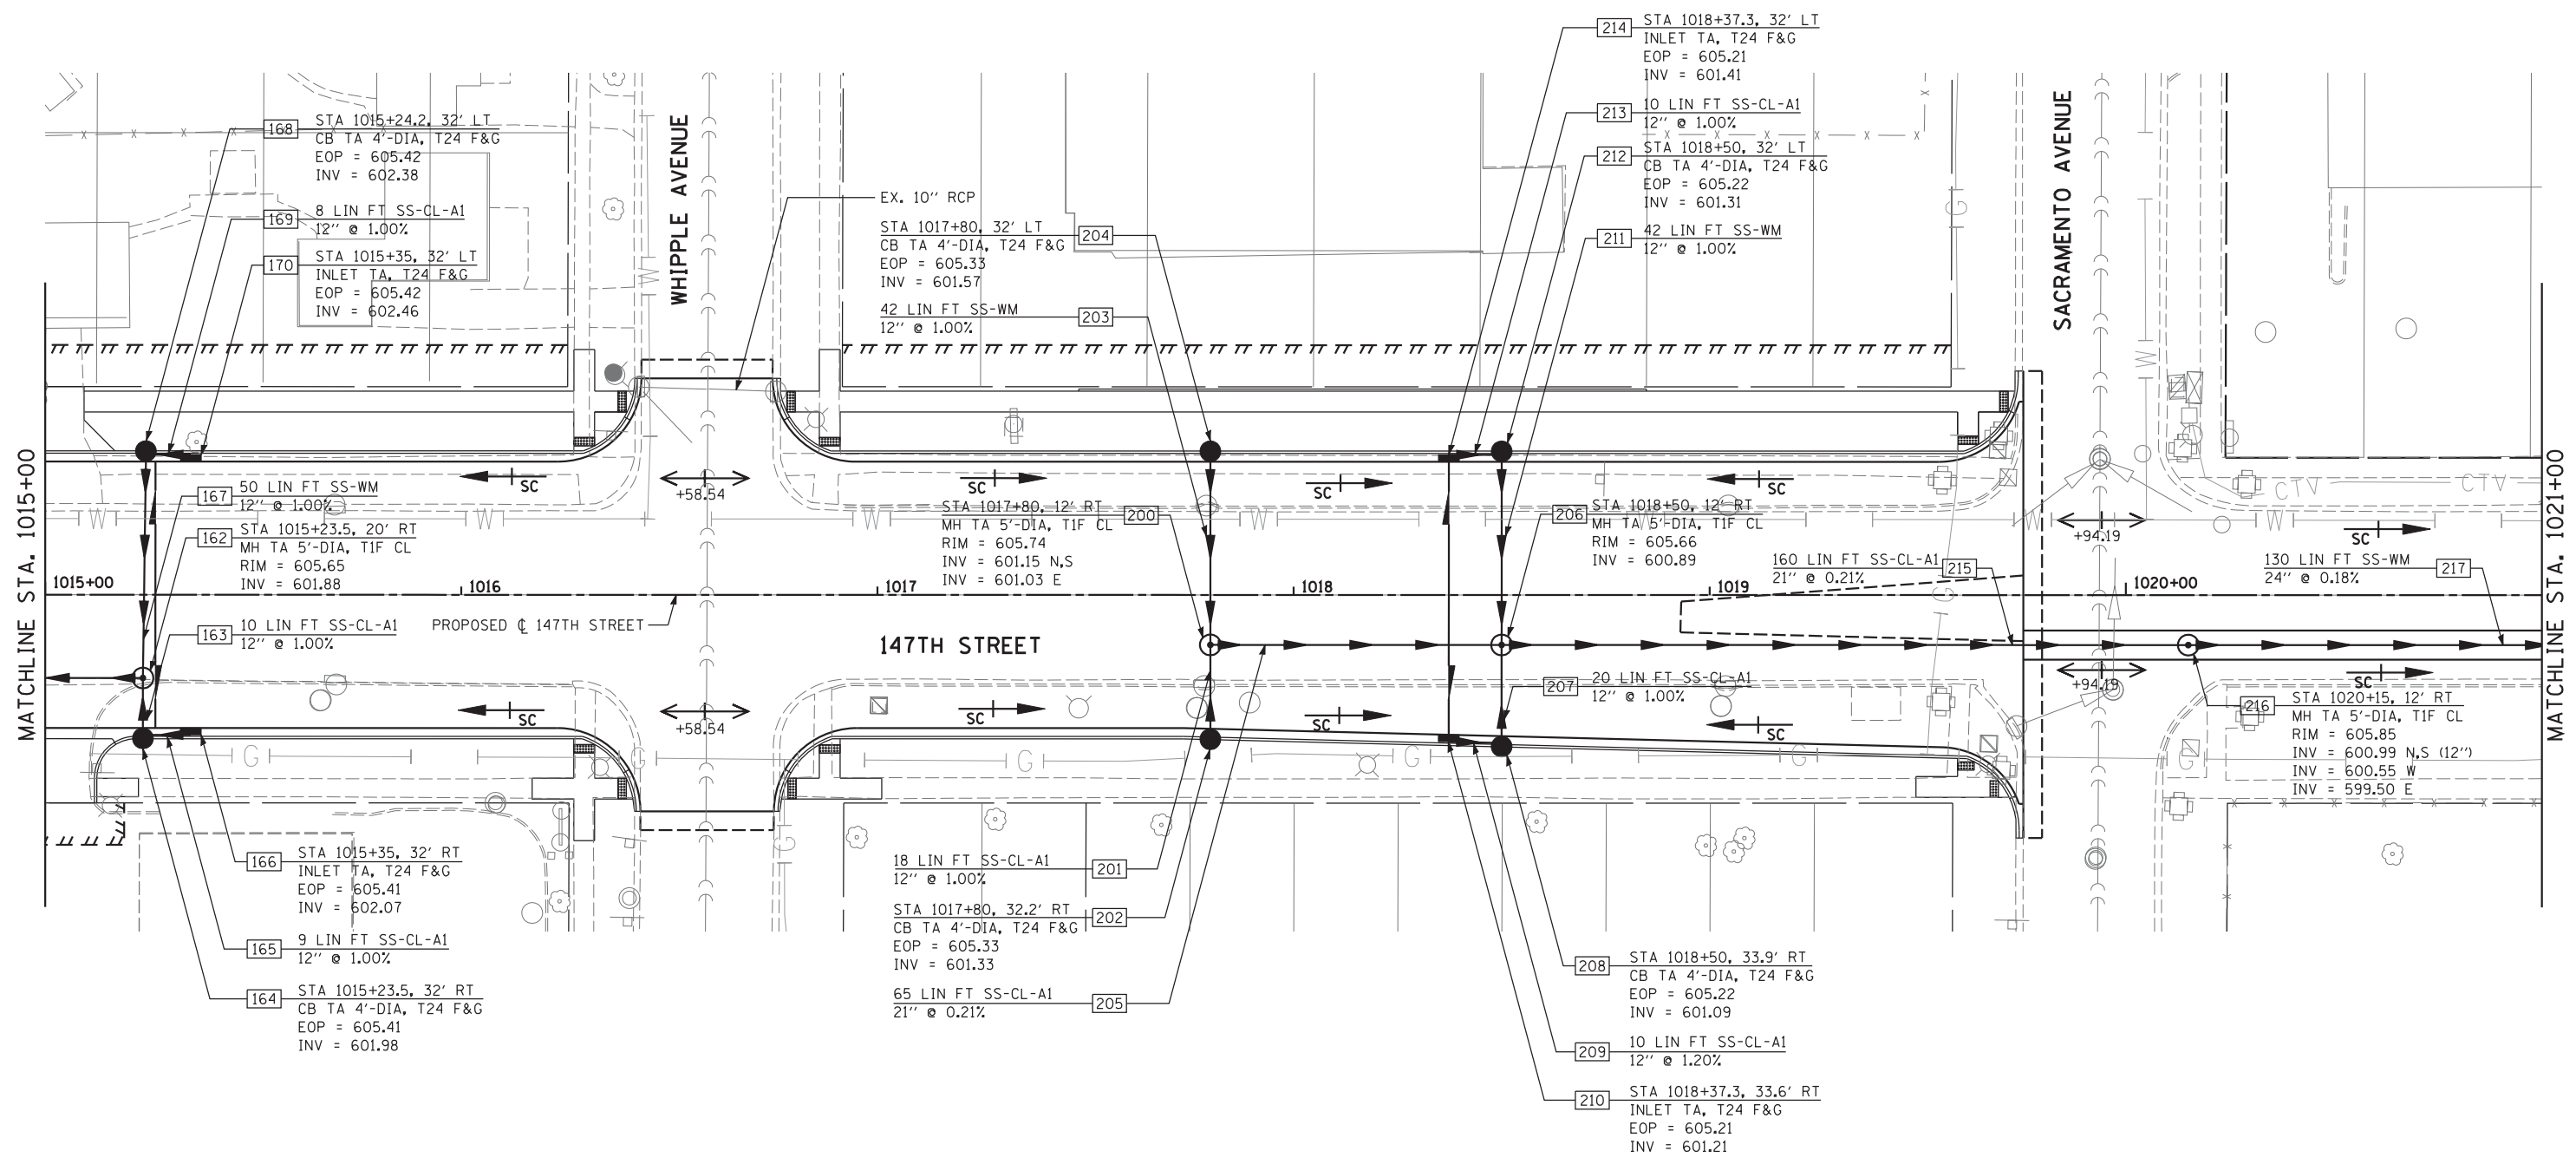 214
STA 1018+37.3, 32' LT
INLET TA, T24 F&G
EOP = 605.21
INV = 601.41
213
10 LIN FT SS-CL-A1
12'' @ 1.00%
212
STA 1018+50, 32' LT
CB TA 4'-DIA, T24 F&G
EOP = 605.22
INV = 601.31
211
42 LIN FT SS-WM
12'' @ 1.00%
168
STA 1015+24.2, 32' LT
CB TA 4'-DIA, T24 F&G
EOP = 605.42
INV = 602.38
169
8 LIN FT SS-CL-A1
12'' @ 1.00%
170
STA 1015+35, 32' LT
INLET TA, T24 F&G
EOP = 605.42
INV = 602.46
WHIPPLE AVENUE
EX. 10'' RCP
STA 1017+80, 32' LT
CB TA 4'-DIA, T24 F&G
EOP = 605.33
INV = 601.57
204
42 LIN FT SS-WM
12'' @ 1.00%
203
SACRAMENTO AVENUE
MATCHLINE STA. 1015+00
167
50 LIN FT SS-WM
12'' @ 1.00%
162
STA 1015+23.5, 20' RT
MH TA 5'-DIA, T1F CL
RIM = 605.65
INV = 601.88
163
10 LIN FT SS-CL-A1
12'' @ 1.00%
SC
SC
SC
SC
SC
+58.54
+94.19
STA 1017+80, 12' RT
MH TA 5'-DIA, T1F CL
RIM = 605.74
INV = 601.15 N,S
INV = 601.03 E
200
206
STA 1018+50, 12' RT
MH TA 5'-DIA, T1F CL
RIM = 605.66
INV = 600.89
160 LIN FT SS-CL-A1
21'' @ 0.21%
215
130 LIN FT SS-WM
24'' @ 0.18%
217
W
W
W
W
W
W
W
W
CTV
CTV
G
G
1015+00
1016
1017
1018
1019
1020+00
PROPOSED ℄ 147TH STREET
147TH STREET
207
20 LIN FT SS-CL-A1
12'' @ 1.00%
SC
SC
SC
SC
SC
+58.54
+94.19
216
STA 1020+15, 12' RT
MH TA 5'-DIA, T1F CL
RIM = 605.85
INV = 600.99 N,S (12'')
INV = 600.55 W
INV = 599.50 E
MATCHLINE STA. 1021+00
G
G
G
G
G
G
166
STA 1015+35, 32' RT
INLET TA, T24 F&G
EOP = 605.41
INV = 602.07
165
9 LIN FT SS-CL-A1
12'' @ 1.00%
164
STA 1015+23.5, 32' RT
CB TA 4'-DIA, T24 F&G
EOP = 605.41
INV = 601.98
18 LIN FT SS-CL-A1
12'' @ 1.00%
201
STA 1017+80, 32.2' RT
CB TA 4'-DIA, T24 F&G
EOP = 605.33
INV = 601.33
202
65 LIN FT SS-CL-A1
21'' @ 0.21%
205
208
STA 1018+50, 33.9' RT
CB TA 4'-DIA, T24 F&G
EOP = 605.22
INV = 601.09
209
10 LIN FT SS-CL-A1
12'' @ 1.20%
210
STA 1018+37.3, 33.6' RT
INLET TA, T24 F&G
EOP = 605.21
INV = 601.21